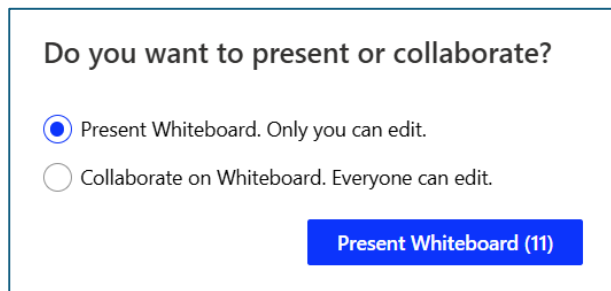 Do you want to present or collaborate?
Present Whiteboard. Only you can edit.
Collaborate on Whiteboard. Everyone can edit.
Present Whiteboard (11)